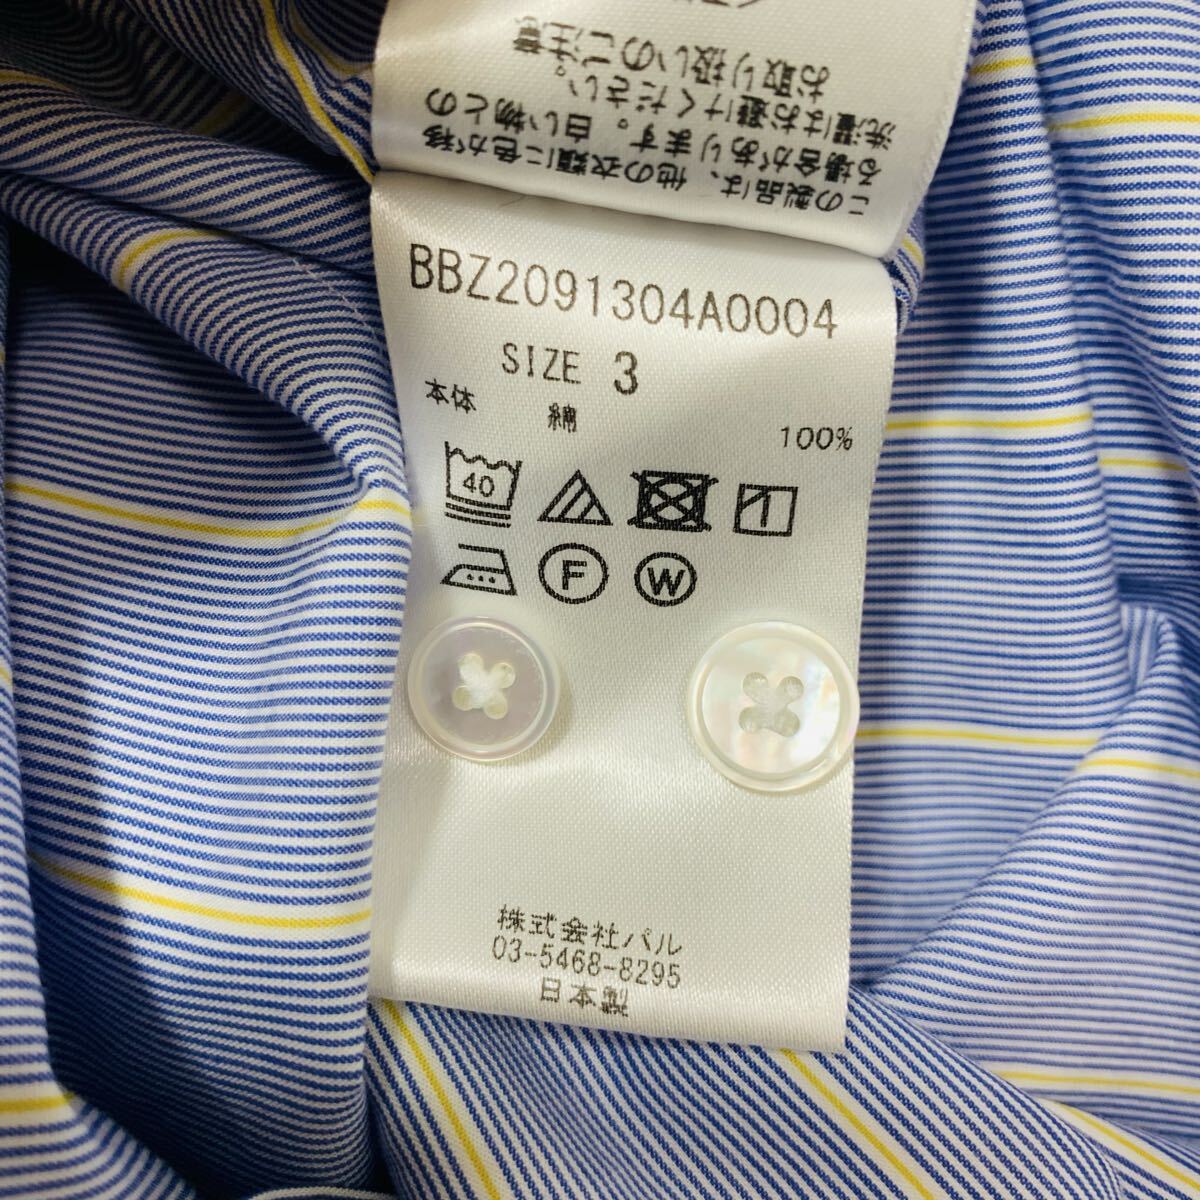 お取り扱いのご注意
この製品は、他の衣類に色が移
る場合があります。白い物との
洗濯はお避けください。
BBZ2091304A0004
SIZE 3
本体 綿 100%
40
F W
株式会社パル
03-5468-8295
日本製